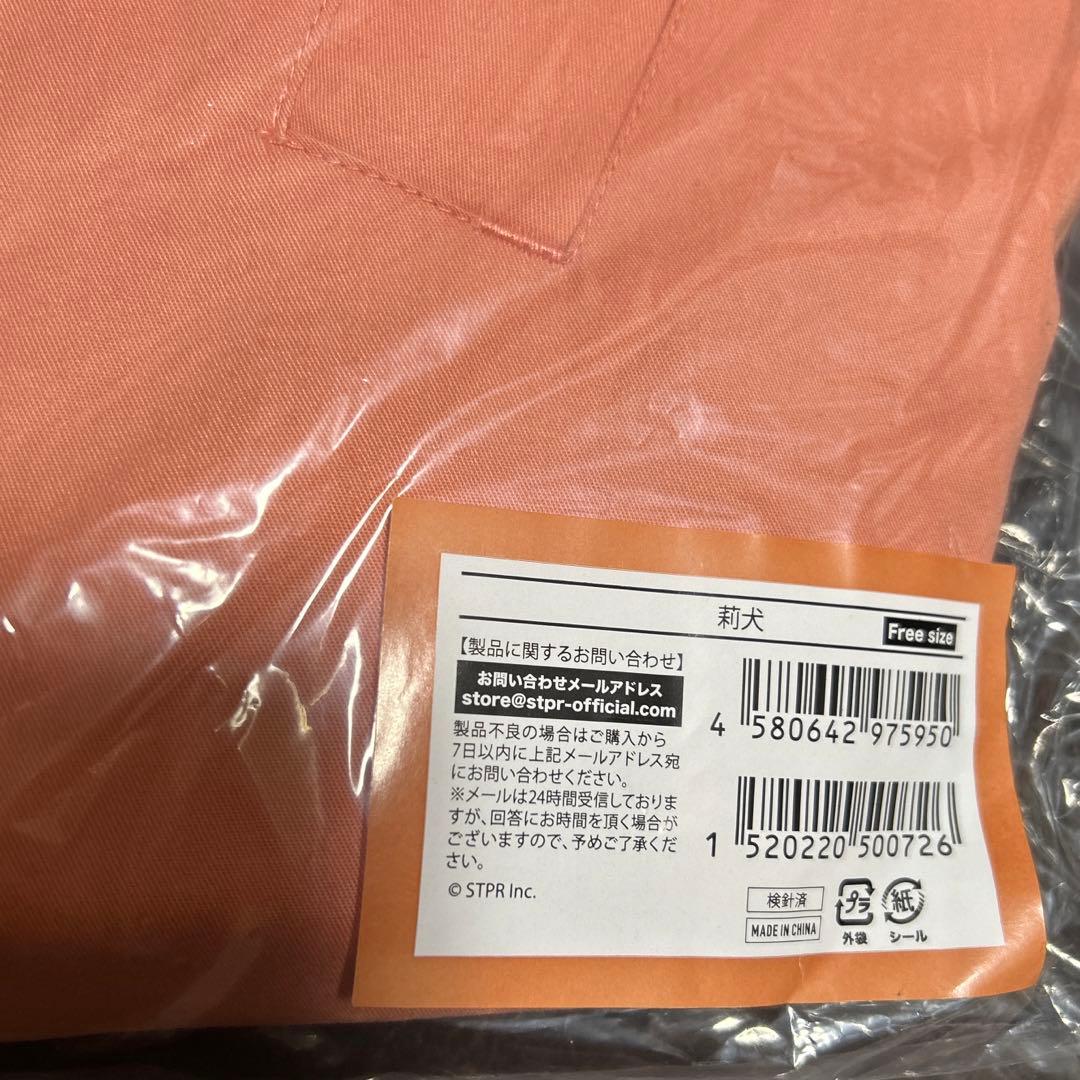 莉犬
Free size
【製品に関するお問い合わせ】
お問い合わせメールアドレス
store@stpr-official.com
製品不良の場合はご購入から
7日以内に上記メールアドレス宛
にお問い合わせください。
※メールは24時間受信しておりま
すが、回答にお時間を頂く場合が
ございますので、予めご了承くだ
さい。
© STPR Inc.
4 580642 975950
1 520220 500726
検針済
MADE IN CHINA
プラ
外袋
紙
シール